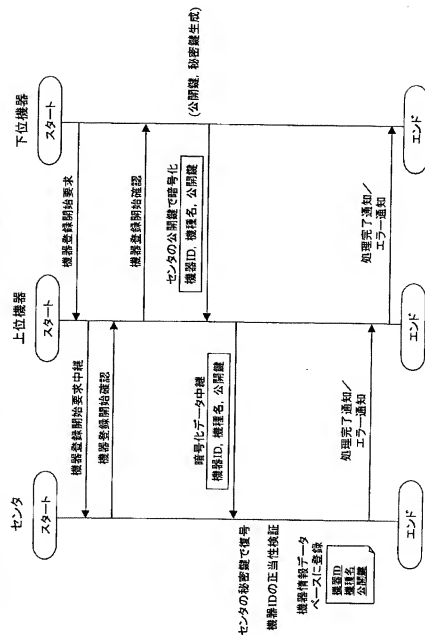 センタ
上位機器
下位機器
スタート
スタート
スタート
機器登録開始要求
機器登録開始要求中継
機器登録開始確認
機器登録開始確認
(公開鍵, 秘密鍵生成)
センタの公開鍵で暗号化
機器ID, 機種名, 公開鍵
暗号化データ中継
機器ID, 機種名, 公開鍵
センタの秘密鍵で復号
機器IDの正当性検証
機器情報データ
ベースに登録
機器ID
機種名
公開鍵
処理完了通知/
エラー通知
処理完了通知/
エラー通知
エンド
エンド
エンド